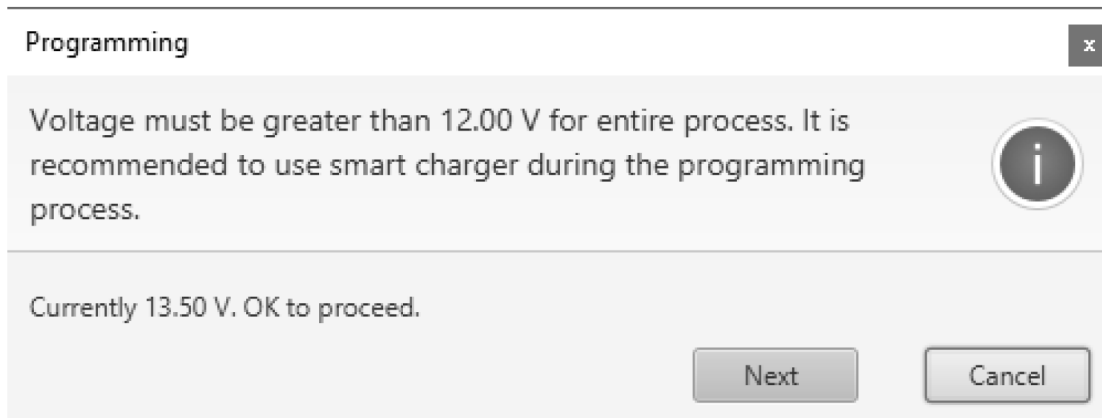 Programming
x
Voltage must be greater than 12.00 V for entire process. It is
recommended to use smart charger during the programming
process.
i
Currently 13.50 V. OK to proceed.
Next
Cancel